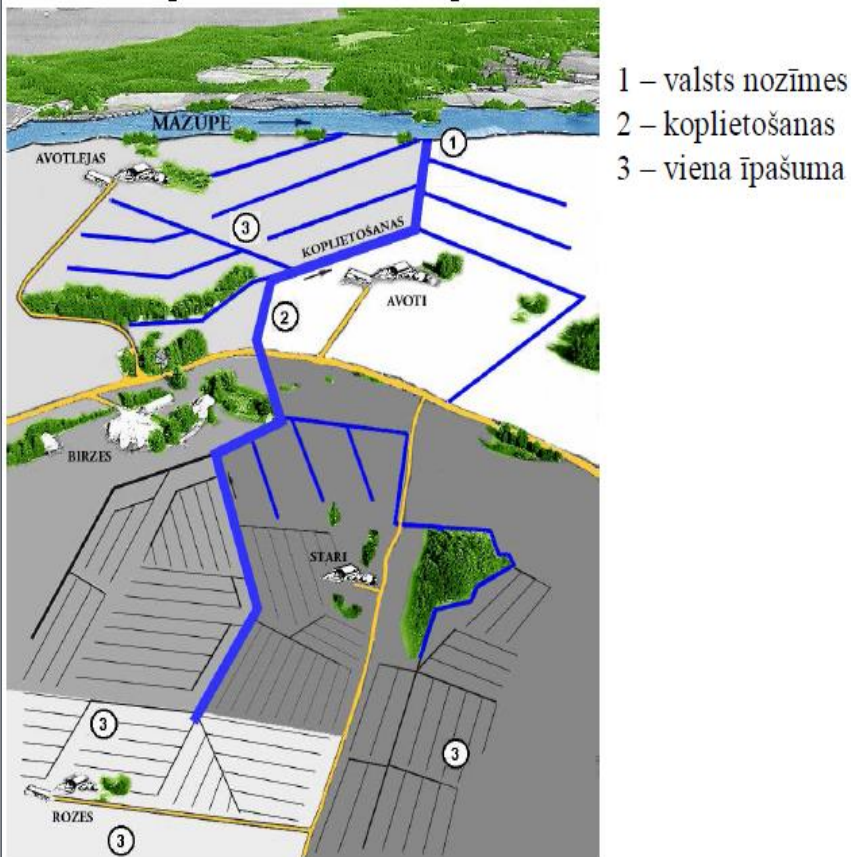 1 – valsts nozīmes
2 – koplietošanas
3 – viena īpašuma
MAZUPE
1
AVOTLEJAS
3
KOPLIETOŠANAS
AVOTI
2
BIRZES
STARI
3
3
ROZES
3